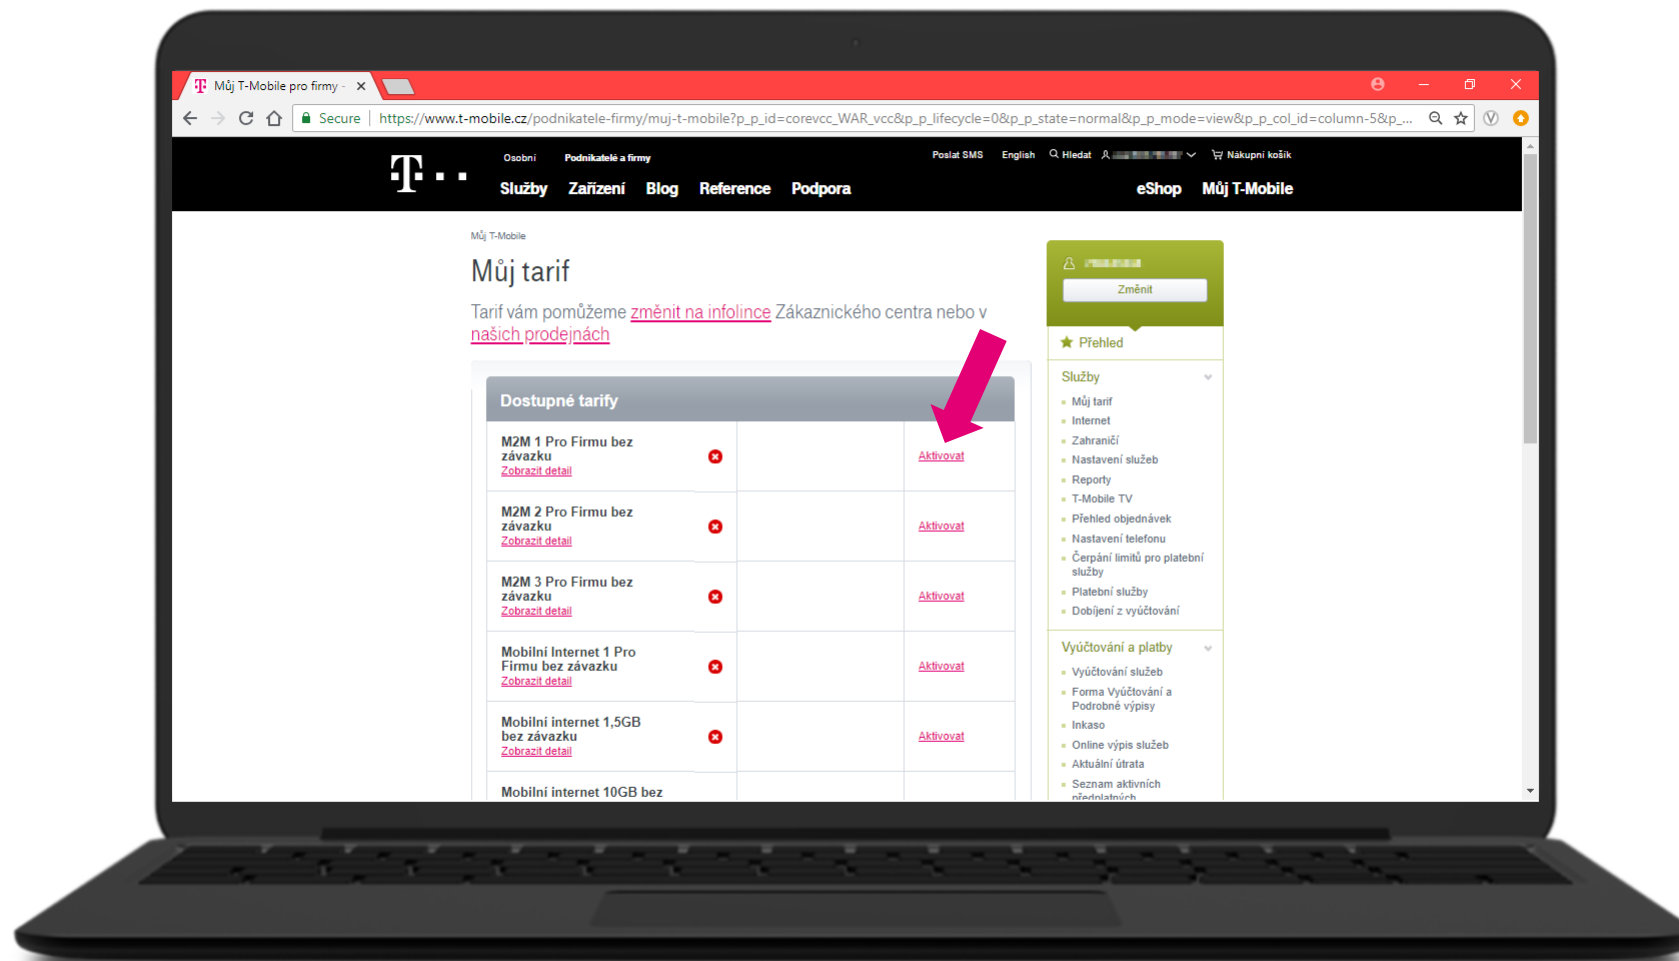 Můj T-Mobile pro firmy -
Secure
https://www.t-mobile.cz/podnikatele-firmy/muj-t-mobile?p_p_id=corevcc_WAR_vcc&p_p_lifecycle=0&p_p_state=normal&p_p_mode=view&p_p_col_id=column-5&p_...
Osobní Podnikatelé a firmy
Poslat SMS English Hledat Nákupní košík
Služby Zařízení Blog Reference Podpora
eShop Můj T-Mobile
Můj T-Mobile
Můj tarif
Tarif vám pomůžeme změnit na infolince Zákaznického centra nebo v
našich prodejnách
Dostupné tarify
M2M 1 Pro Firmu bez
závazku
Zobrazit detail
Aktivovat
M2M 2 Pro Firmu bez
závazku
Zobrazit detail
Aktivovat
M2M 3 Pro Firmu bez
závazku
Zobrazit detail
Aktivovat
Mobilní Internet 1 Pro
Firmu bez závazku
Zobrazit detail
Aktivovat
Mobilní internet 1,5GB
bez závazku
Zobrazit detail
Aktivovat
Mobilní internet 10GB bez
Změnit
Přehled
Služby
Můj tarif
Internet
Zahraničí
Nastavení služeb
Reporty
T-Mobile TV
Přehled objednávek
Nastavení telefonu
Čerpání limitů pro platební
služby
Platební služby
Dobíjení z vyúčtování
Vyúčtování a platby
Vyúčtování služeb
Forma Vyúčtování a
Podrobné výpisy
Inkaso
Online výpis služeb
Aktuální útrata
Seznam aktivních
předplatných